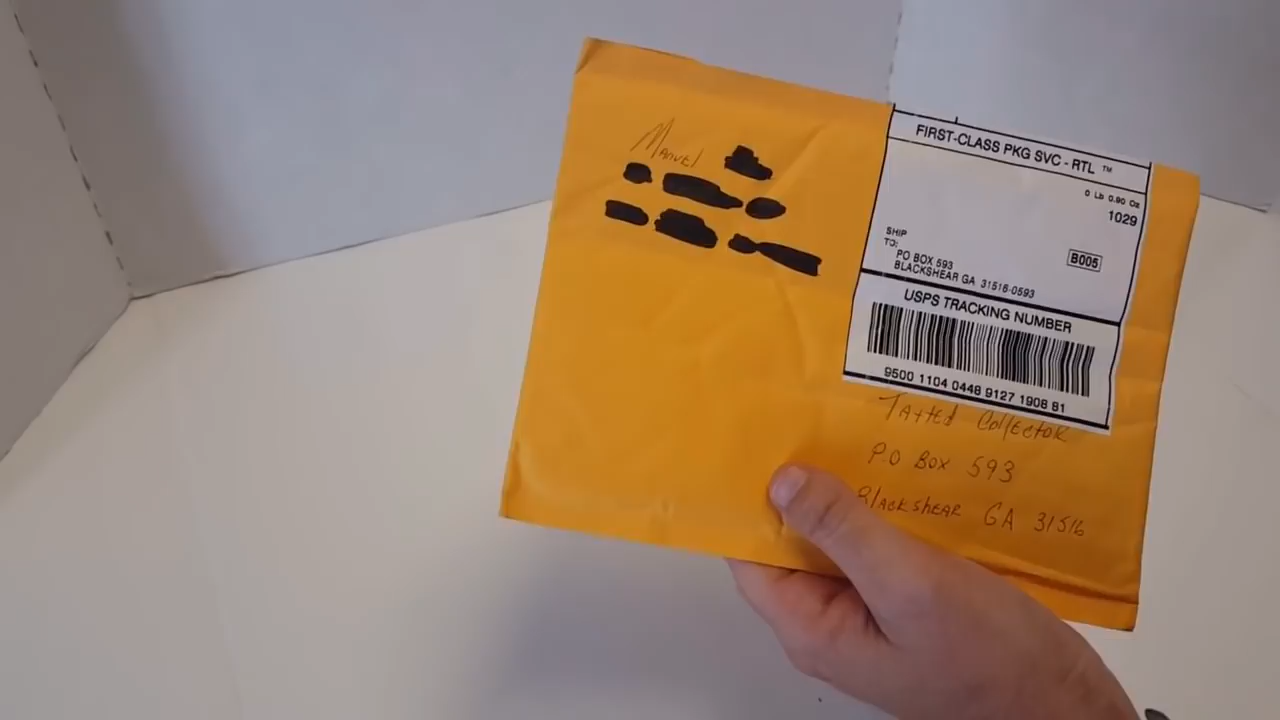 Manuel
FIRST-CLASS PKG SVC - RTL ™
0 Lb 0.90 Oz
1029
SHIP
TO:
PO BOX 593
BLACKSHEAR GA 31516-0593
B005
USPS TRACKING NUMBER
9500 1104 0448 9127 1908 81
Tatted Collector
P.O Box 593
Blackshear GA 31516